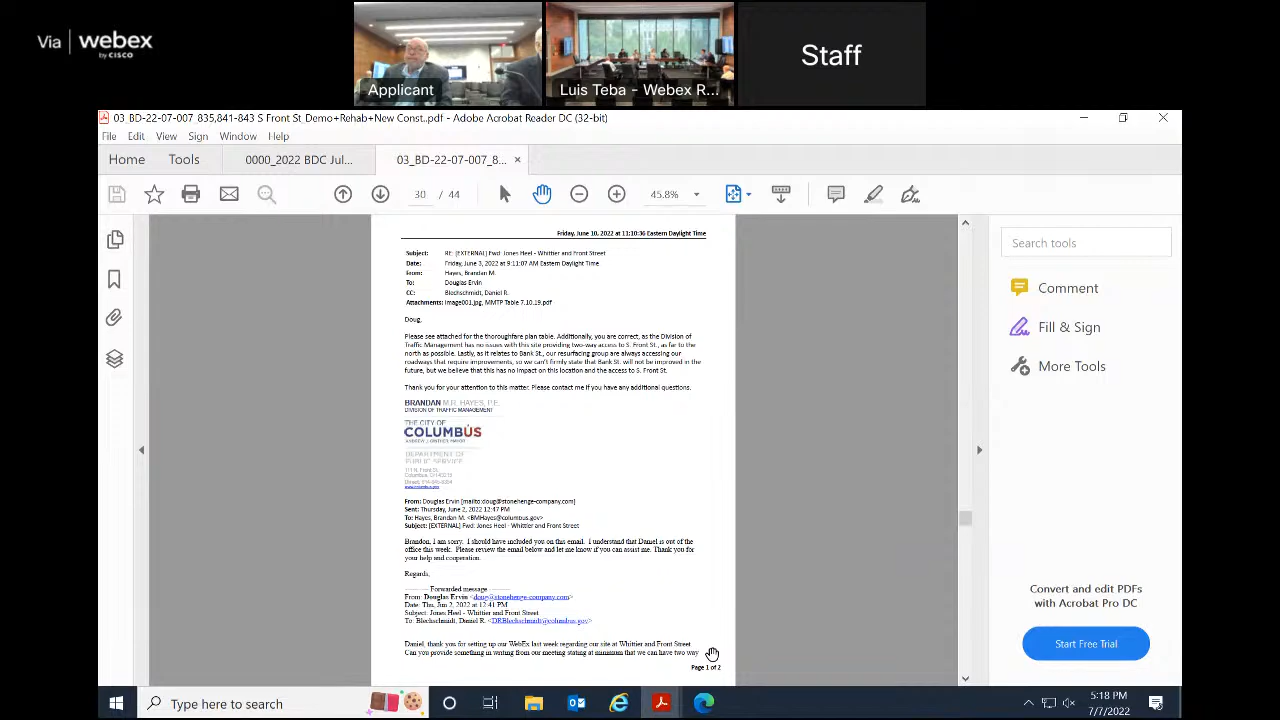 Via webex
by CISCO
Applicant
Luis Teba - Webex R...
Staff
03_BD-22-07-007_835,841-843 S Front St_Demo+Rehab+New Const..pdf - Adobe Acrobat Reader DC (32-bit)
File Edit View Sign Window Help
Home Tools 0000_2022 BDC Jul... 03_BD-22-07-007_8... ×
30 / 44 45.8%
Friday, June 10, 2022 at 11:10:36 Eastern Daylight Time
Subject: RE: [EXTERNAL] Fwd: Jones Heel - Whittier and Front Street
Date: Friday, June 3, 2022 at 9:11:07 AM Eastern Daylight Time
From: Hayes, Brandan M.
To: Douglas Ervin
CC: Blechschmidt, Daniel R.
Attachments: image001.jpg, MMTP Table 7.10.19.pdf
Doug,
Please see attached for the thoroughfare plan table. Additionally, you are correct, as the Division of
Traffic Management has no issues with this site providing two-way access to S. Front St., as far to the
north as possible. Lastly, as it relates to Bank St., our resurfacing group are always accessing our
roadways that require improvements, so we can't firmly state that Bank St. will not be improved in the
future, but we believe that this has no impact on this location and the access to S. Front St.
Thank you for your attention to this matter. Please contact me if you have any additional questions.
BRANDAN M.R. HAYES, P.E.
DIVISION OF TRAFFIC MANAGEMENT
THE CITY OF
COLUMBUS
ANDREW J. GINTHER, MAYOR
DEPARTMENT OF
PUBLIC SERVICE
111 N. Front St.
Columbus, OH 43215
From: Douglas Ervin [mailto:doug@stonehenge-company.com]
Sent: Thursday, June 2, 2022 12:47 PM
To: Hayes, Brandan M. <BMHayes@columbus.gov>
Subject: [EXTERNAL] Fwd: Jones Heel - Whittier and Front Street
Brandon, I am sorry. I should have included you on this email. I understand that Daniel is out of the
office this week. Please review the email below and let me know if you can assist me. Thank you for
your help and cooperation.
Regards,
---------- Forwarded message ---------
From: Douglas Ervin <doug@stonehenge-company.com>
Date: Thu, Jun 2, 2022 at 12:41 PM
Subject: Jones Heel - Whittier and Front Street
To: Blechschmidt, Daniel R. <DRBlechschmidt@columbus.gov>
Daniel, thank you for setting up our WebEx last week regarding our site at Whittier and Front Street.
Can you provide something in writing from our meeting stating at minimum that we can have two way
Page 1 of 2
Search tools
Comment
Fill & Sign
More Tools
Convert and edit PDFs
with Acrobat Pro DC
Start Free Trial
Type here to search
5:18 PM
7/7/2022